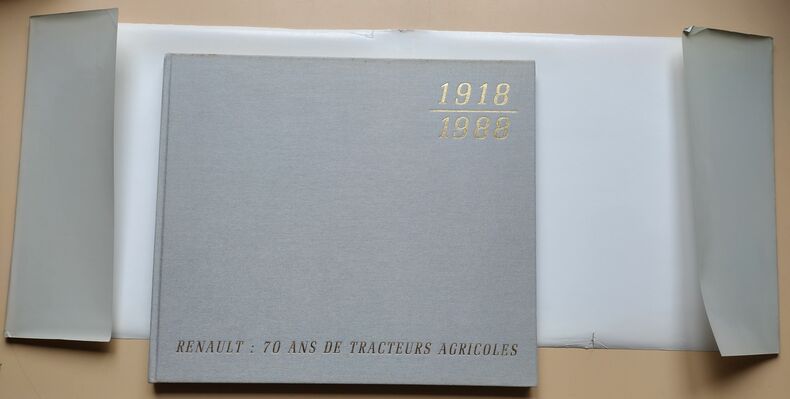 1918
1988
RENAULT : 70 ANS DE TRACTEURS AGRICOLES